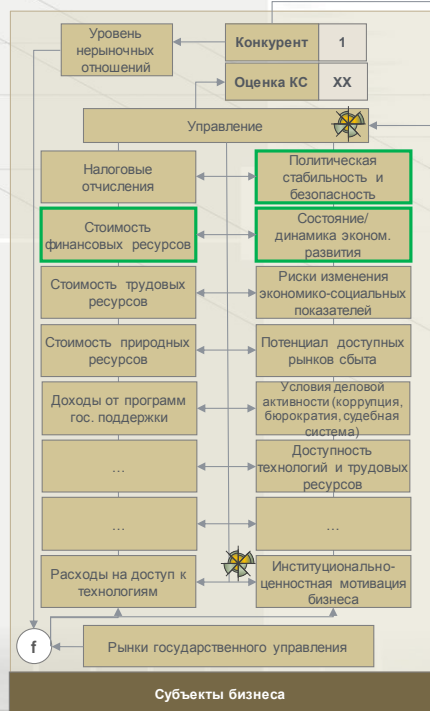 Уровень
нерыночных
отношений
Конкурент 1
Оценка КС XX
Управление
Налоговые
отчисления
Политическая
стабильность и
безопасность
Стоимость
финансовых ресурсов
Состояние/
динамика эконом.
развития
Стоимость трудовых
ресурсов
Риски изменения
экономико-социальных
показателей
Стоимость природных
ресурсов
Потенциал доступных
рынков сбыта
Доходы от программ
гос. поддержки
Условия деловой
активности (коррупция,
бюрократия, судебная
система)
...
Доступность
технологий и трудовых
ресурсов
...
...
Расходы на доступ к
технологиям
Институционально-
ценностная мотивация
бизнеса
f
Рынки государственного управления
Субъекты бизнеса